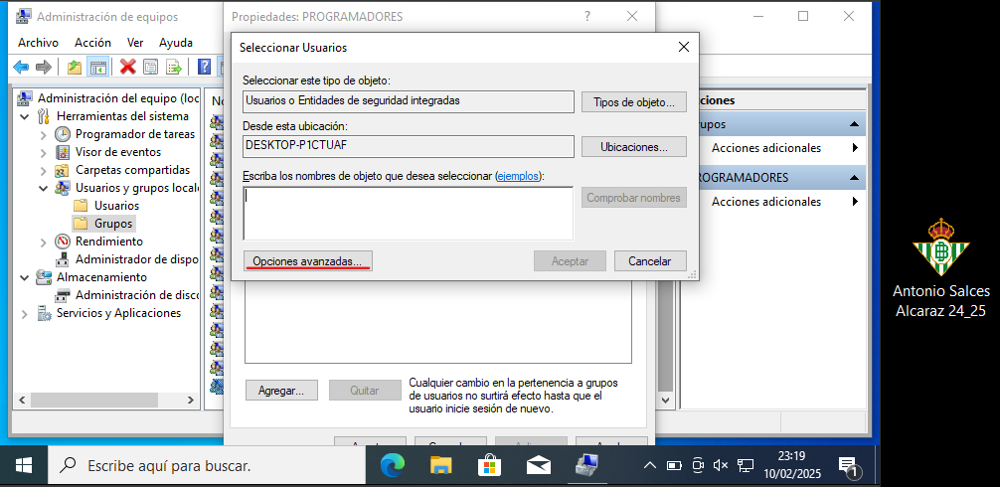 Administración de equipos
Archivo Acción Ver Ayuda
Administración del equipo (loc
Herramientas del sistema
Programador de tareas
Visor de eventos
Carpetas compartidas
Usuarios y grupos locale
Usuarios
Grupos
Rendimiento
Administrador de dispo
Almacenamiento
Administración de disco
Servicios y Aplicaciones
Propiedades: PROGRAMADORES
?
Seleccionar Usuarios
Seleccionar este tipo de objeto:
Usuarios o Entidades de seguridad integradas
Tipos de objeto...
Desde esta ubicación:
DESKTOP-P1CTUAF
Ubicaciones...
Escriba los nombres de objeto que desea seleccionar (ejemplos):
Comprobar nombres
Opciones avanzadas...
Aceptar
Cancelar
Agregar...
Quitar
Cualquier cambio en la pertenencia a grupos
de usuarios no surtirá efecto hasta que el
usuario inicie sesión de nuevo.
ciones
upos
Acciones adicionales
ROGRAMADORES
Acciones adicionales
Antonio Salces
Alcaraz 24_25
Escribe aquí para buscar.
23:19
10/02/2025
1